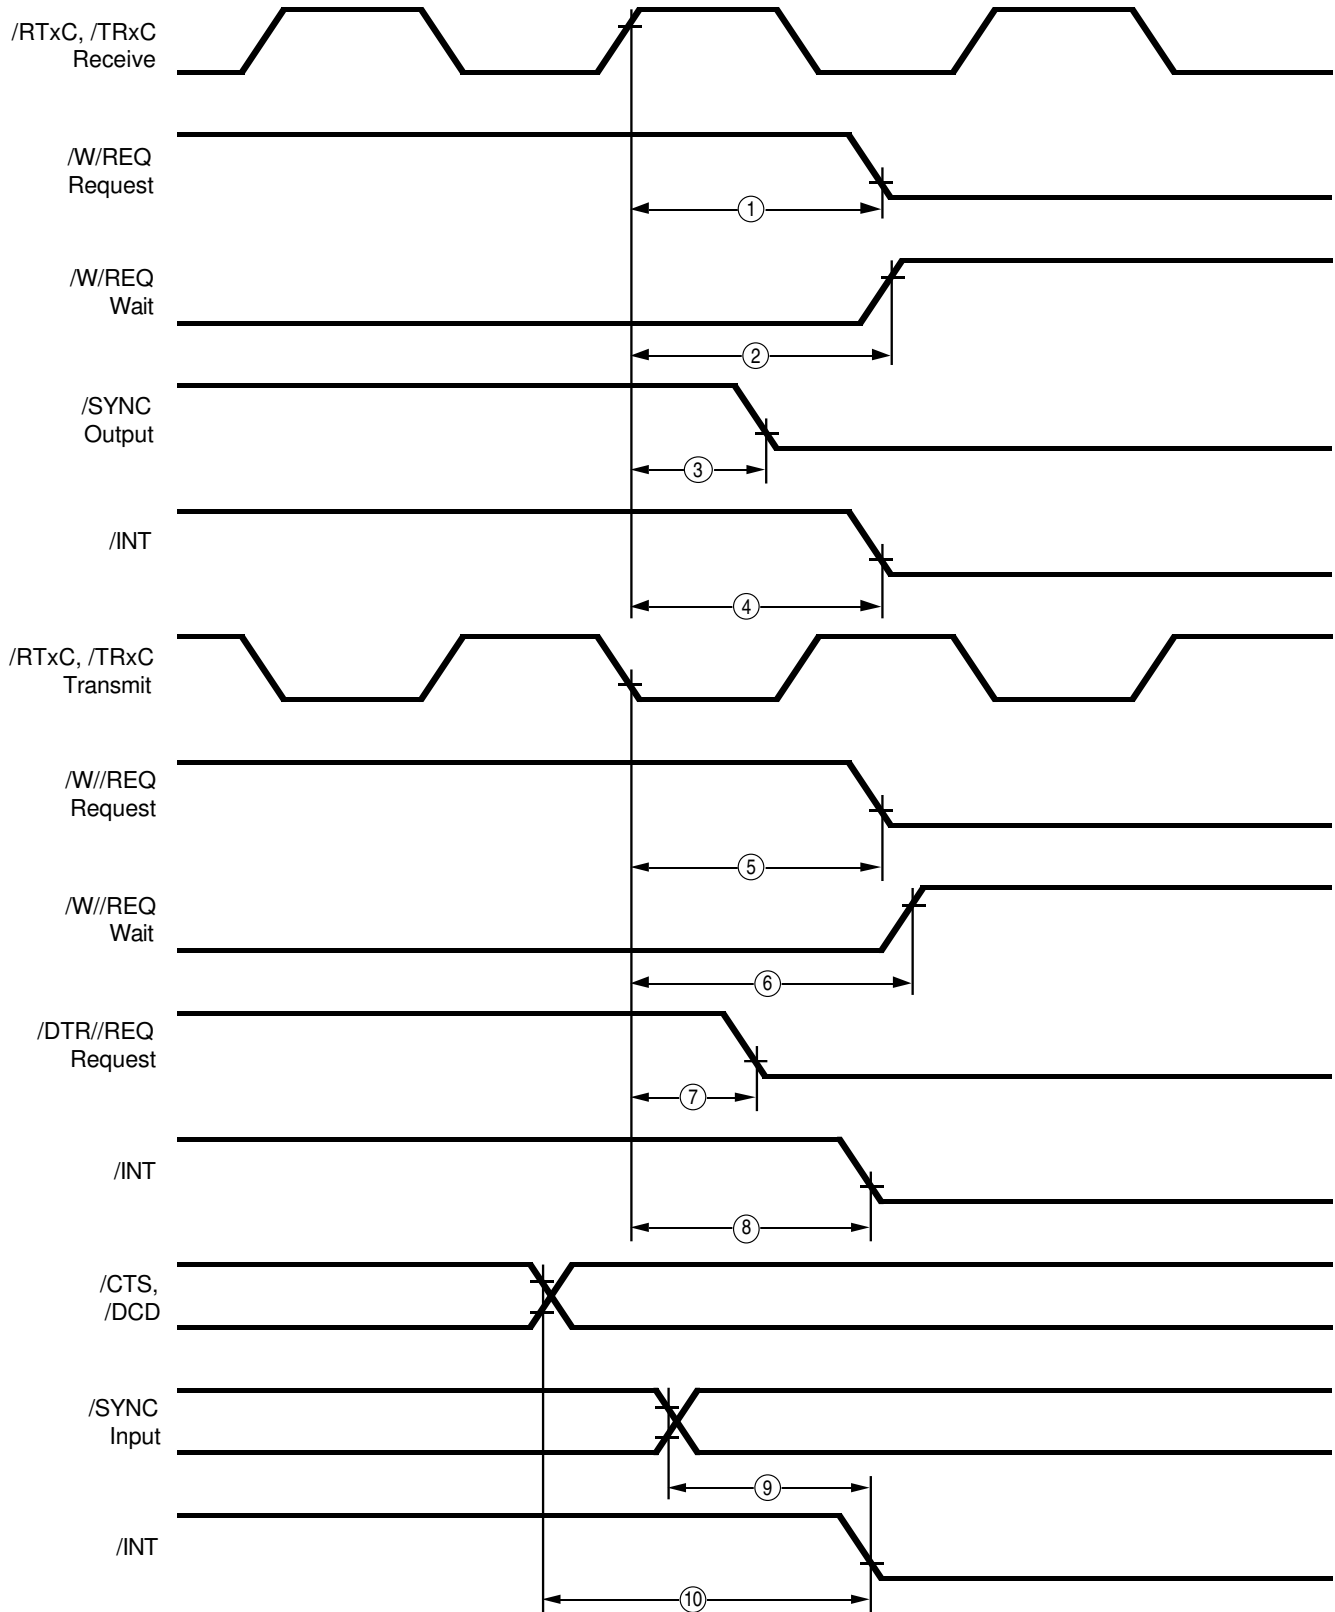 /RTxC, /TRxC
Receive
/W/REQ
Request
1
/W/REQ
Wait
2
/SYNC
Output
3
/INT
4
/RTxC, /TRxC
Transmit
/W//REQ
Request
5
/W//REQ
Wait
6
/DTR//REQ
Request
7
/INT
8
/CTS,
/DCD
/SYNC
Input
9
/INT
10